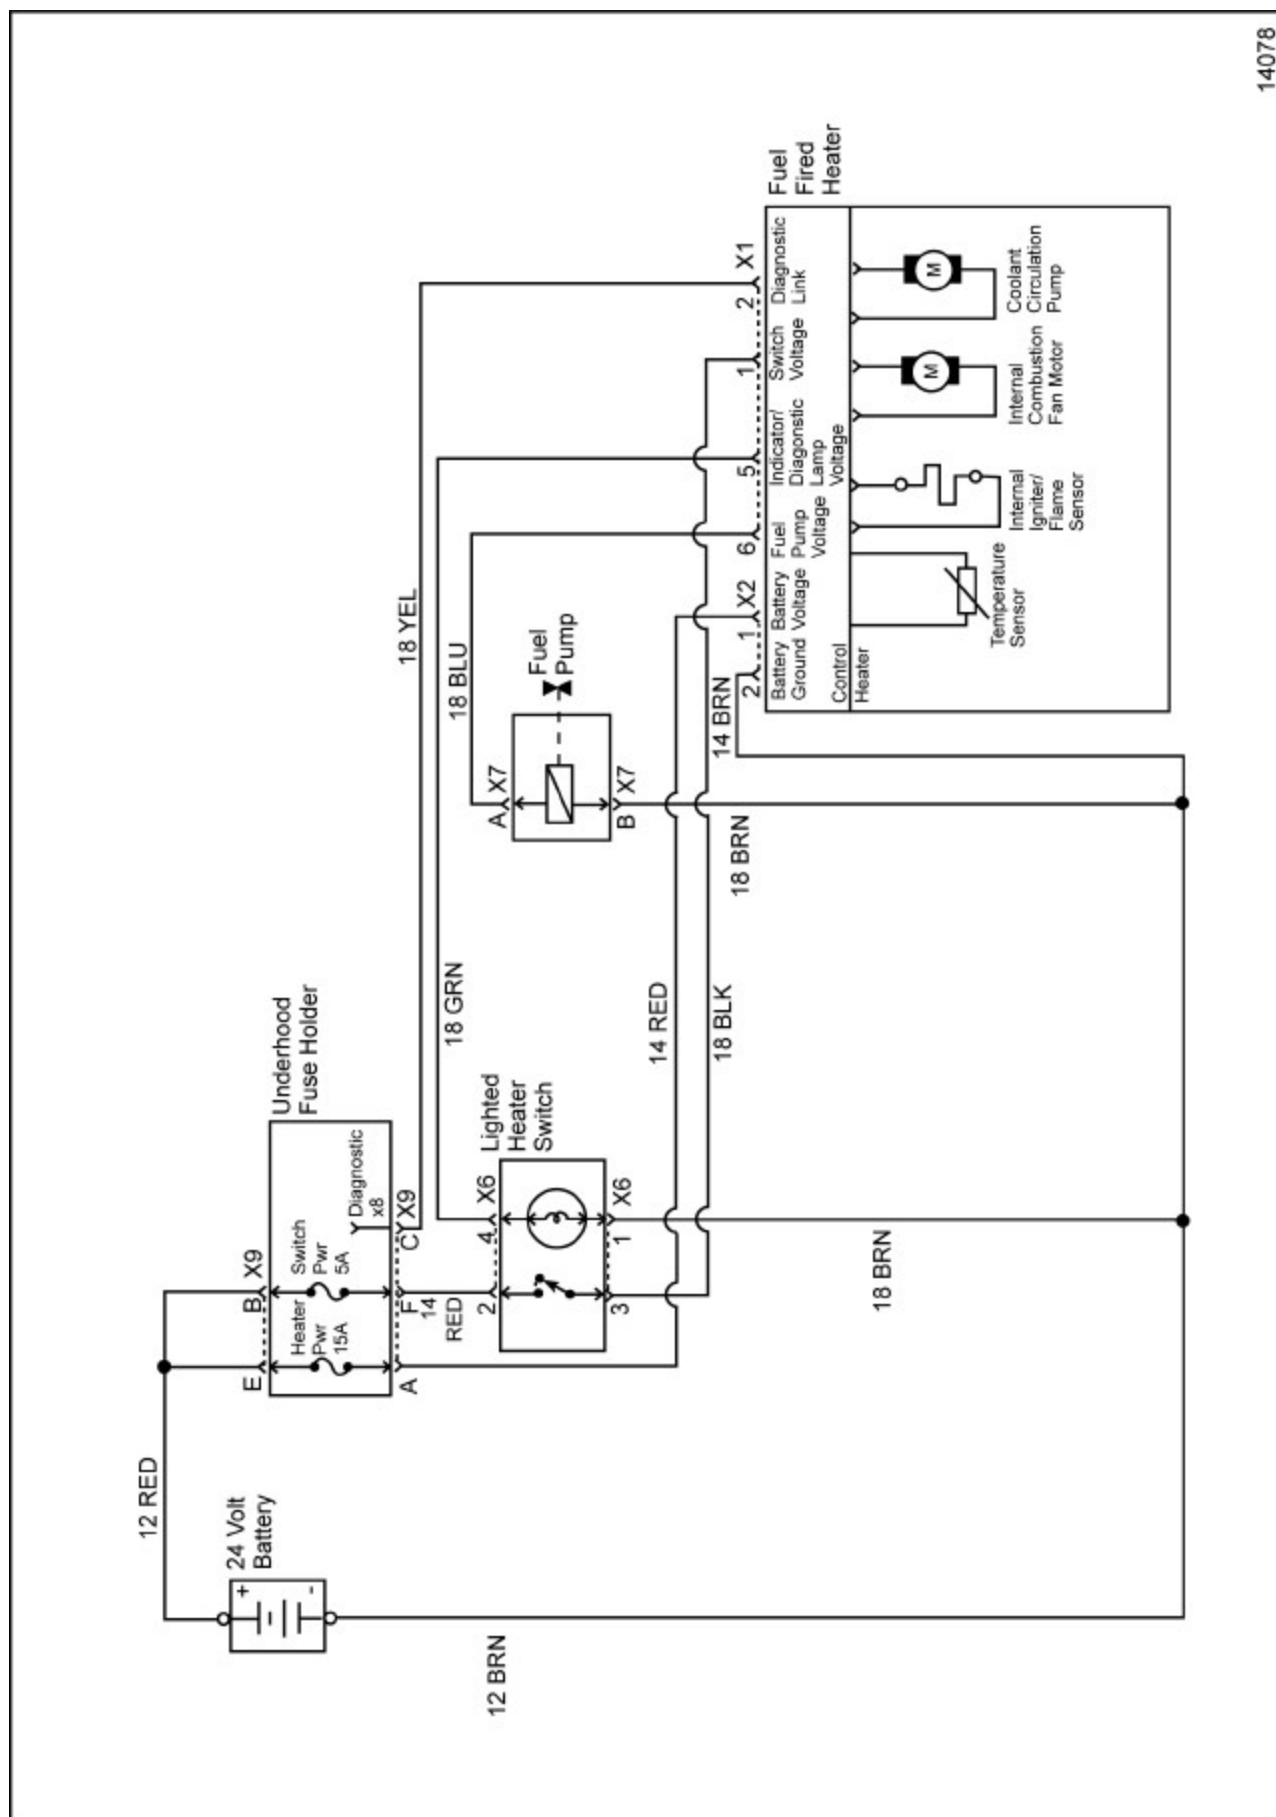 12 RED
24 Volt
Battery
+
-
12 BRN
Underhood
Fuse Holder
E
B
X9
Heater
Pwr
15A
Switch
Pwr
5A
Diagnostic
x8
A
F
C
X9
14
RED
Lighted
Heater
Switch
2
4
X6
3
1
X6
18 BRN
18 GRN
14 RED
18 BLK
18 YEL
18 BLU
A
X7
B
X7
Fuel
Pump
18 BRN
14 BRN
2
1
X2
6
5
1
2
X1
Fuel
Fired
Heater
Battery
Ground
Battery
Voltage
Fuel
Pump
Voltage
Indicator/
Diagonstic
Lamp
Voltage
Switch
Voltage
Diagnostic
Link
Control
Heater
Temperature
Sensor
Internal
Igniter/
Flame
Sensor
M
Internal
Combustion
Fan Motor
M
Coolant
Circulation
Pump
14078